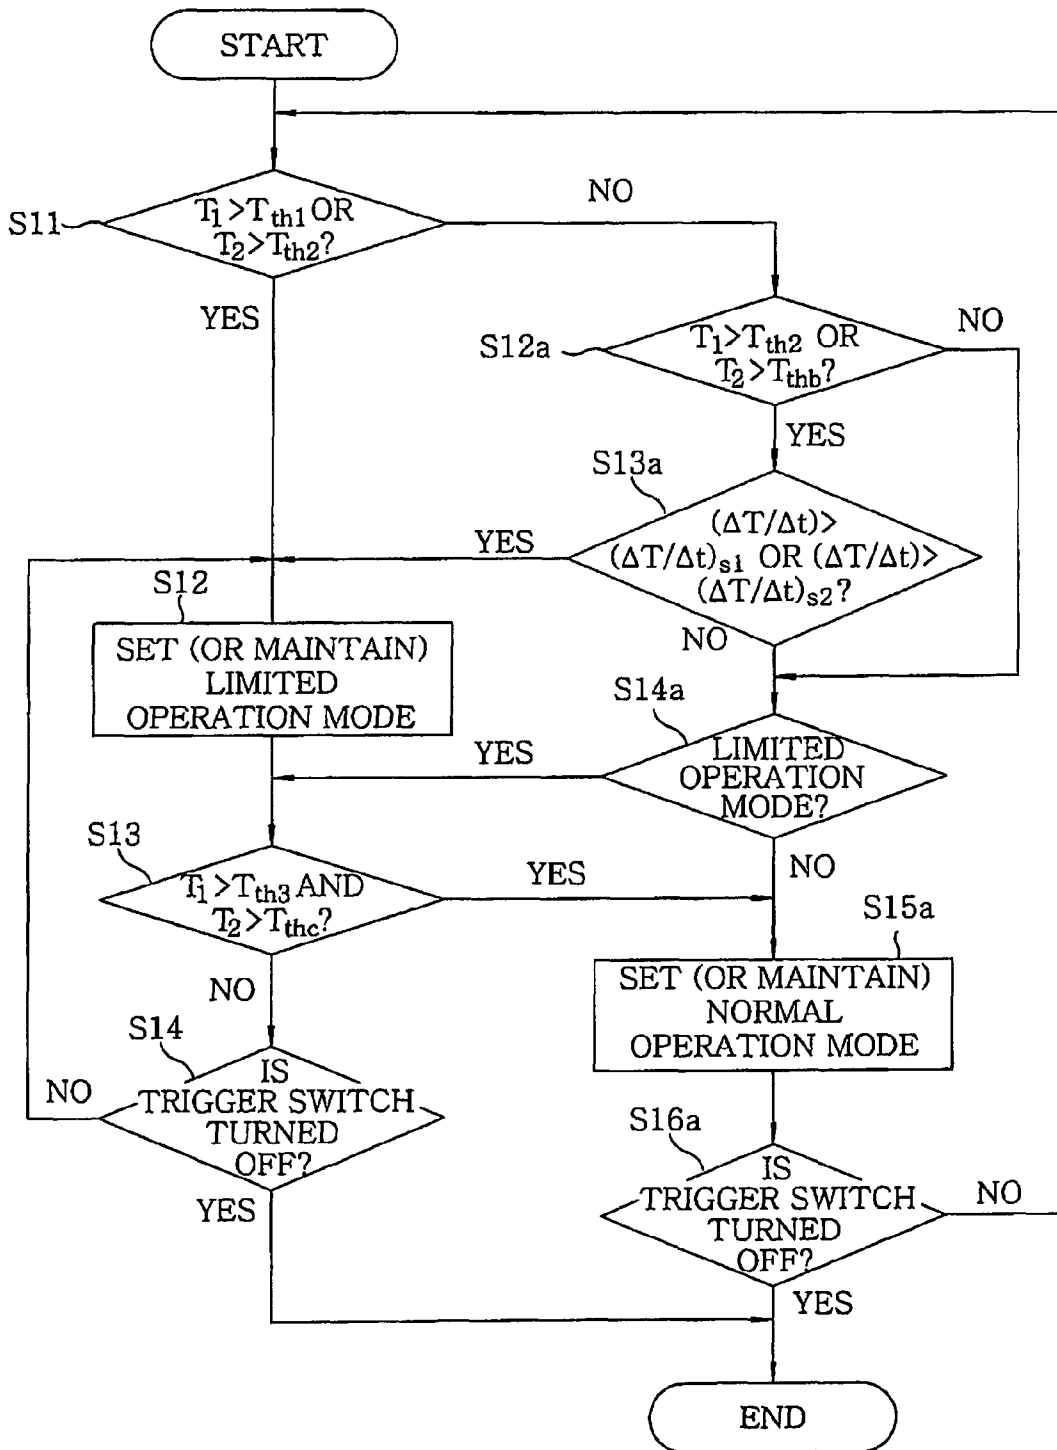 START
S11
T1>Tth1 OR
T2>Tth2?
NO
YES
S12a
T1>Tth2 OR
T2>Tthb?
NO
YES
S13a
(ΔT/Δt)>
(ΔT/Δt)s1 OR (ΔT/Δt)>
(ΔT/Δt)s2?
YES
NO
S12
SET (OR MAINTAIN)
LIMITED
OPERATION MODE
S14a
LIMITED
OPERATION
MODE?
YES
NO
S13
T1>Tth3 AND
T2>Tthc?
YES
NO
S15a
SET (OR MAINTAIN)
NORMAL
OPERATION MODE
S14
IS
TRIGGER SWITCH
TURNED
OFF?
NO
YES
S16a
IS
TRIGGER SWITCH
TURNED
OFF?
NO
YES
END